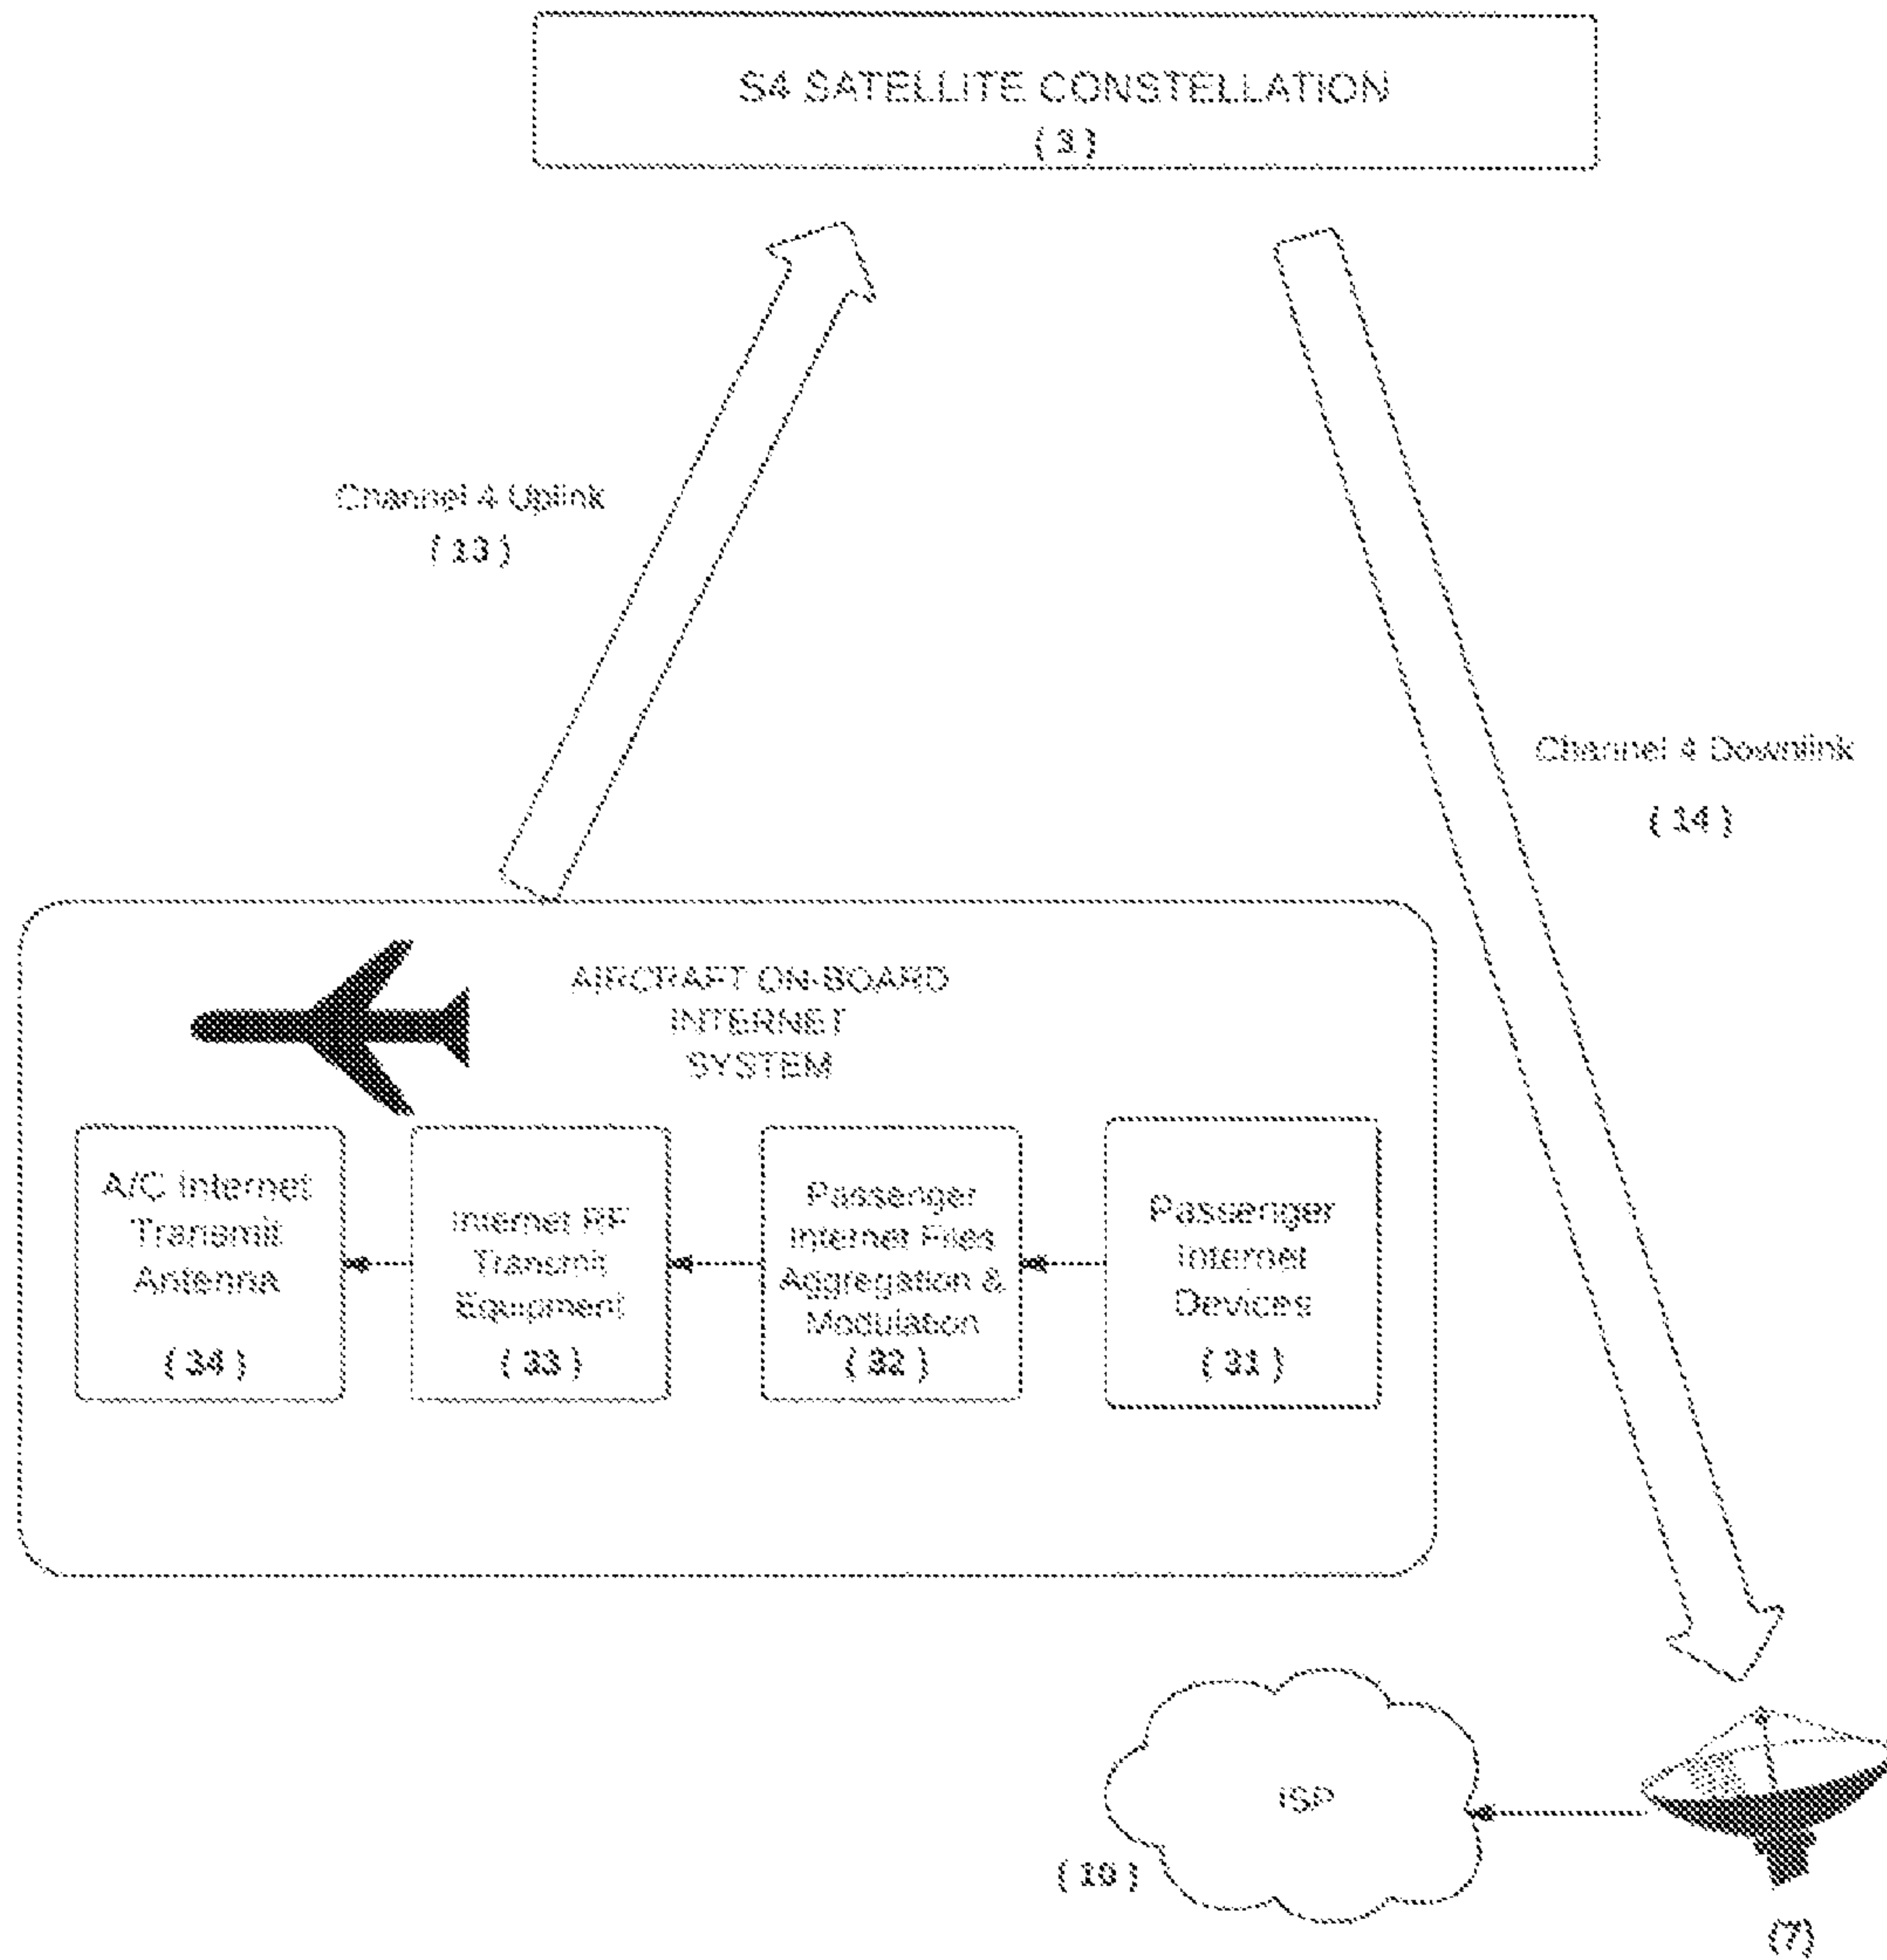 S4 SATELLITE CONSTELLATION
( 3 )
Channel 4 Uplink
( 13 )
Channel 4 Downlink
( 14 )
AIRCRAFT ON-BOARD
INTERNET
SYSTEM
A/C Internet
Transmit
Antenna
( 34 )
Internet RF
Transmit
Equipment
( 33 )
Passenger
Internet Files
Aggregation &
Modulation
( 32 )
Passenger
Internet
Devices
( 31 )
ISP
(7)